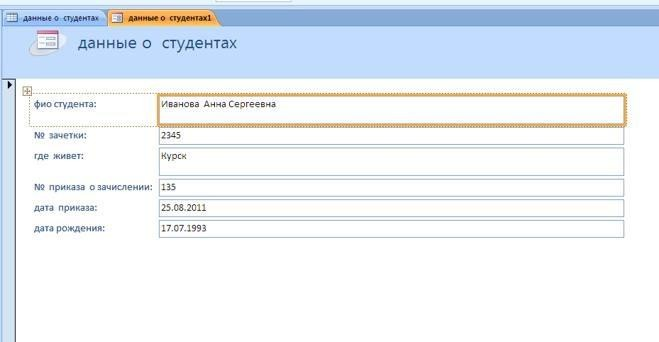 данные о студентах данные о студентах1
данные о студентах
фио студента: Иванова Анна Сергеевна
№ зачетки: 2345
где живет: Курск
№ приказа о зачислении: 135
дата приказа: 25.08.2011
дата рождения: 17.07.1993